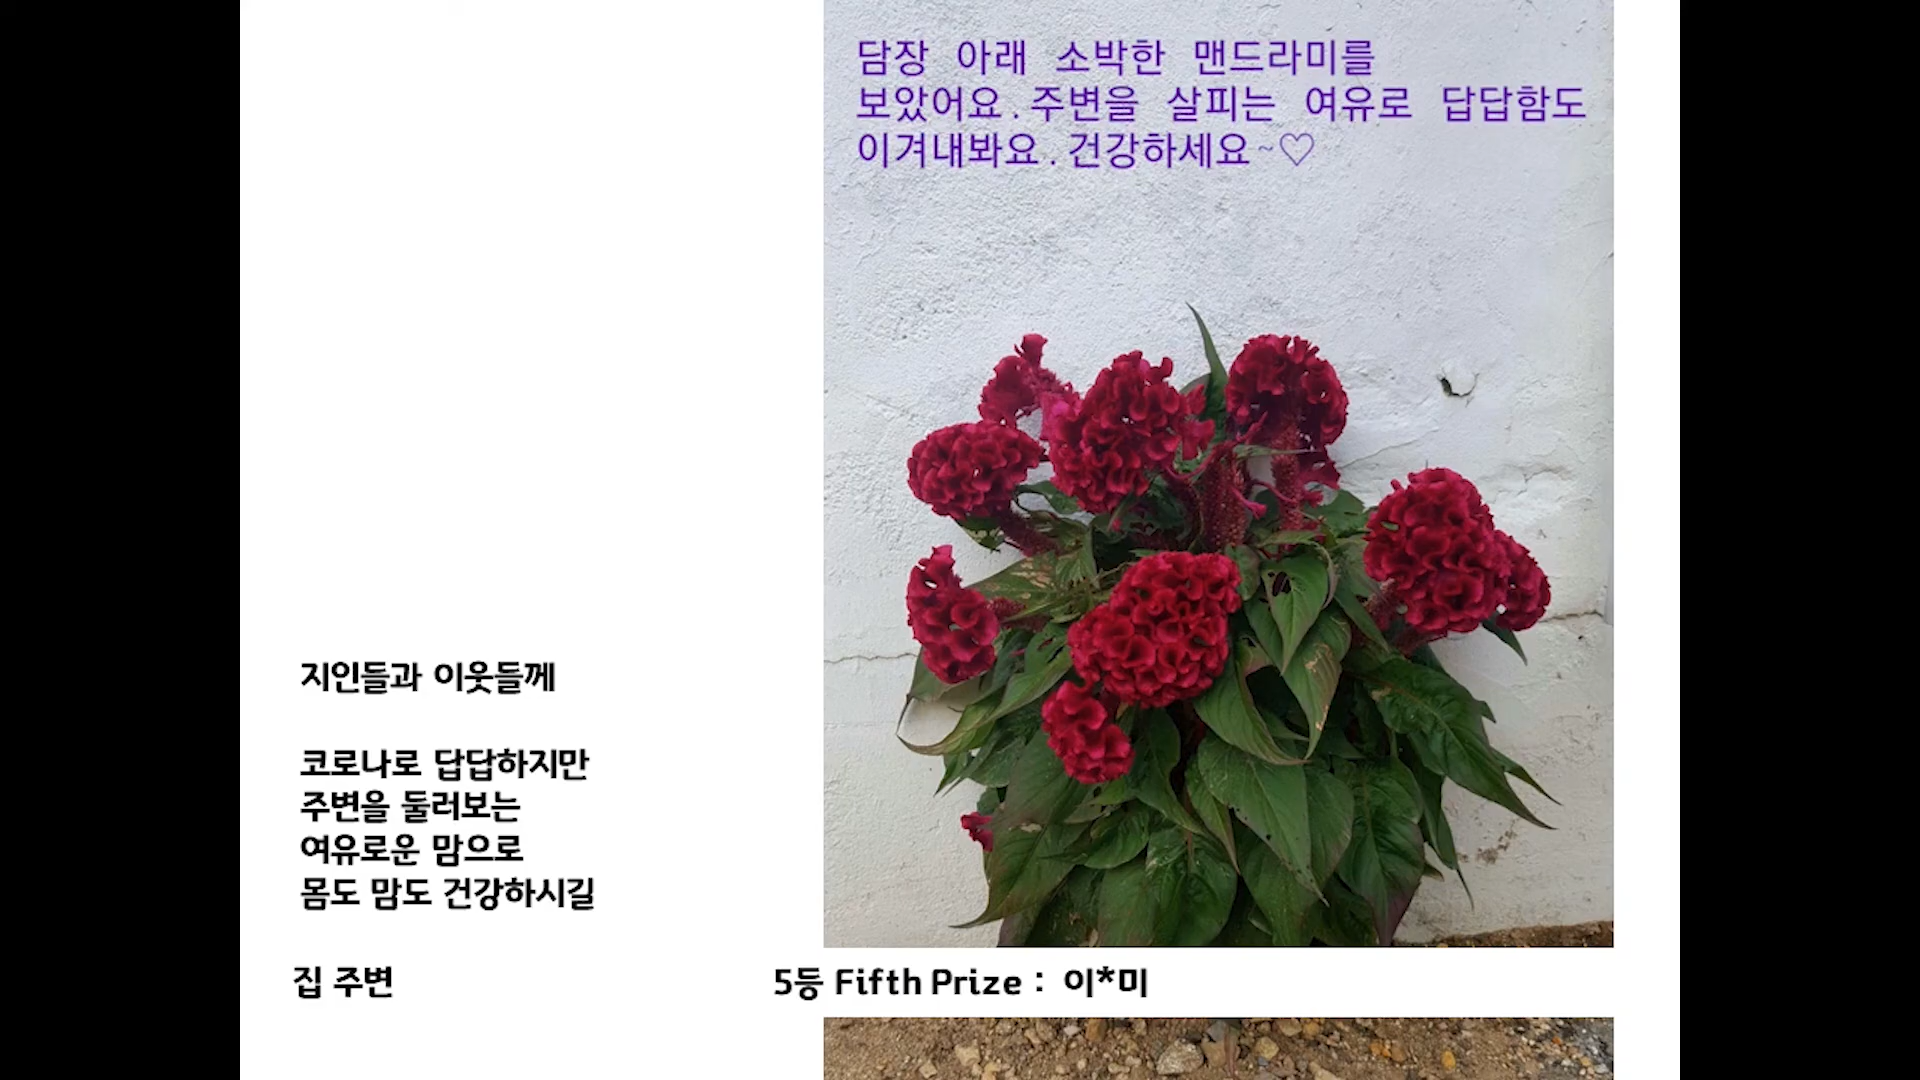 담장 아래 소박한 맨드라미를
보았어요.주변을 살피는 여유로 답답함도
이겨내봐요.건강하세요~♡
지인들과 이웃들께
코로나로 답답하지만
주변을 둘러보는
여유로운 맘으로
몸도 맘도 건강하시길
집 주변
5등 Fifth Prize : 이*미